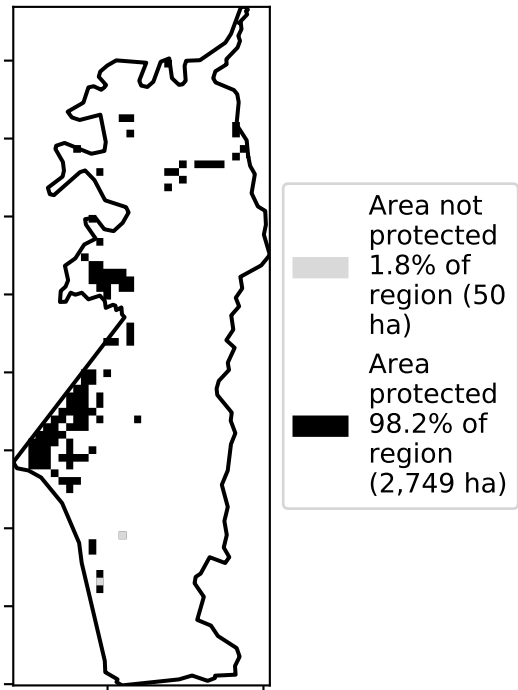 Area not
protected
1.8% of
region (50
ha)
Area
protected
98.2% of
region
(2,749 ha)